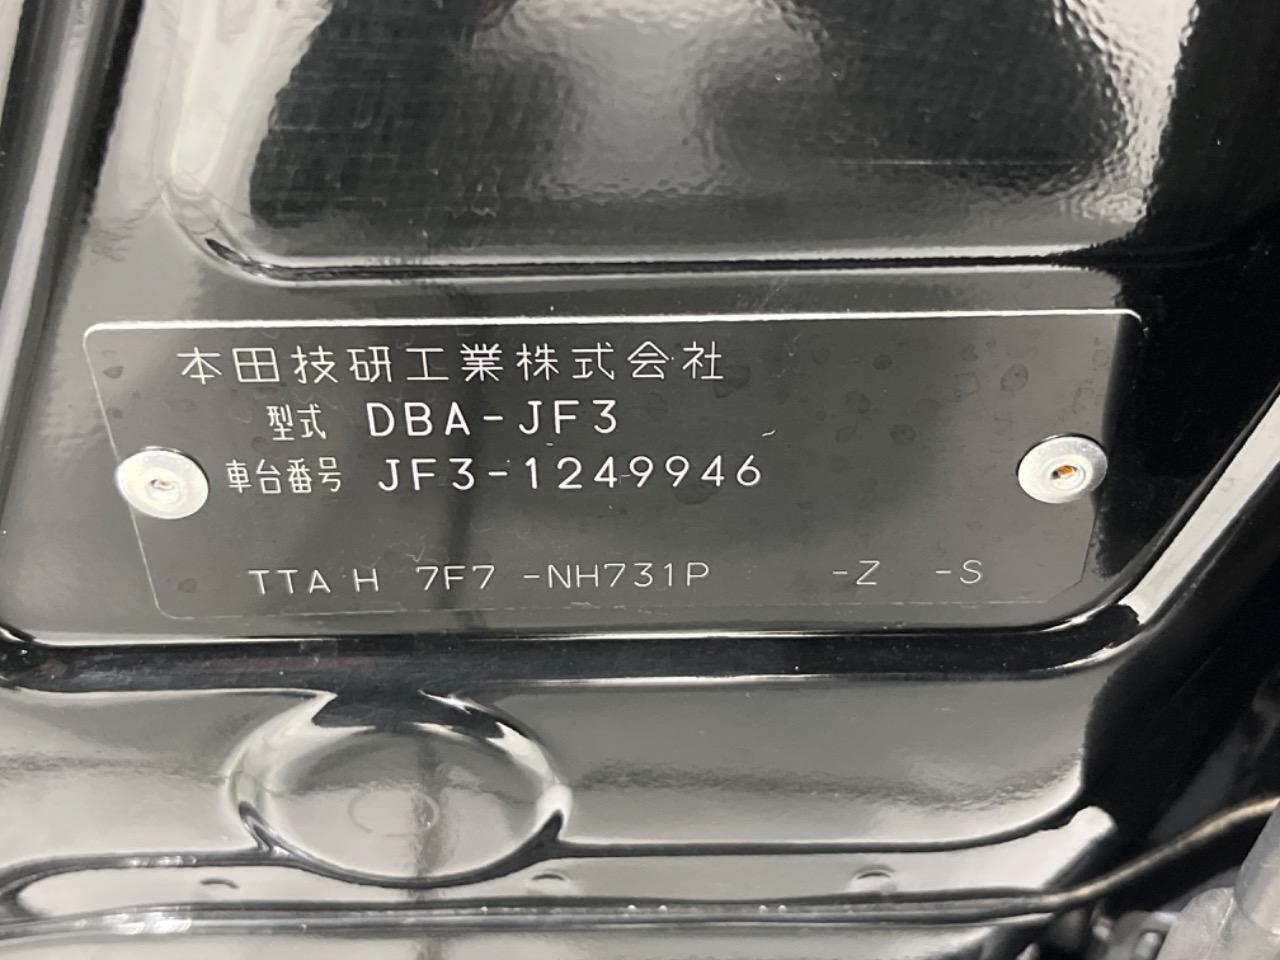 本田技研工業株式会社
型式 DBA-JF3
車台番号 JF3-1249946
TTA H 7F7 -NH731P -Z -S